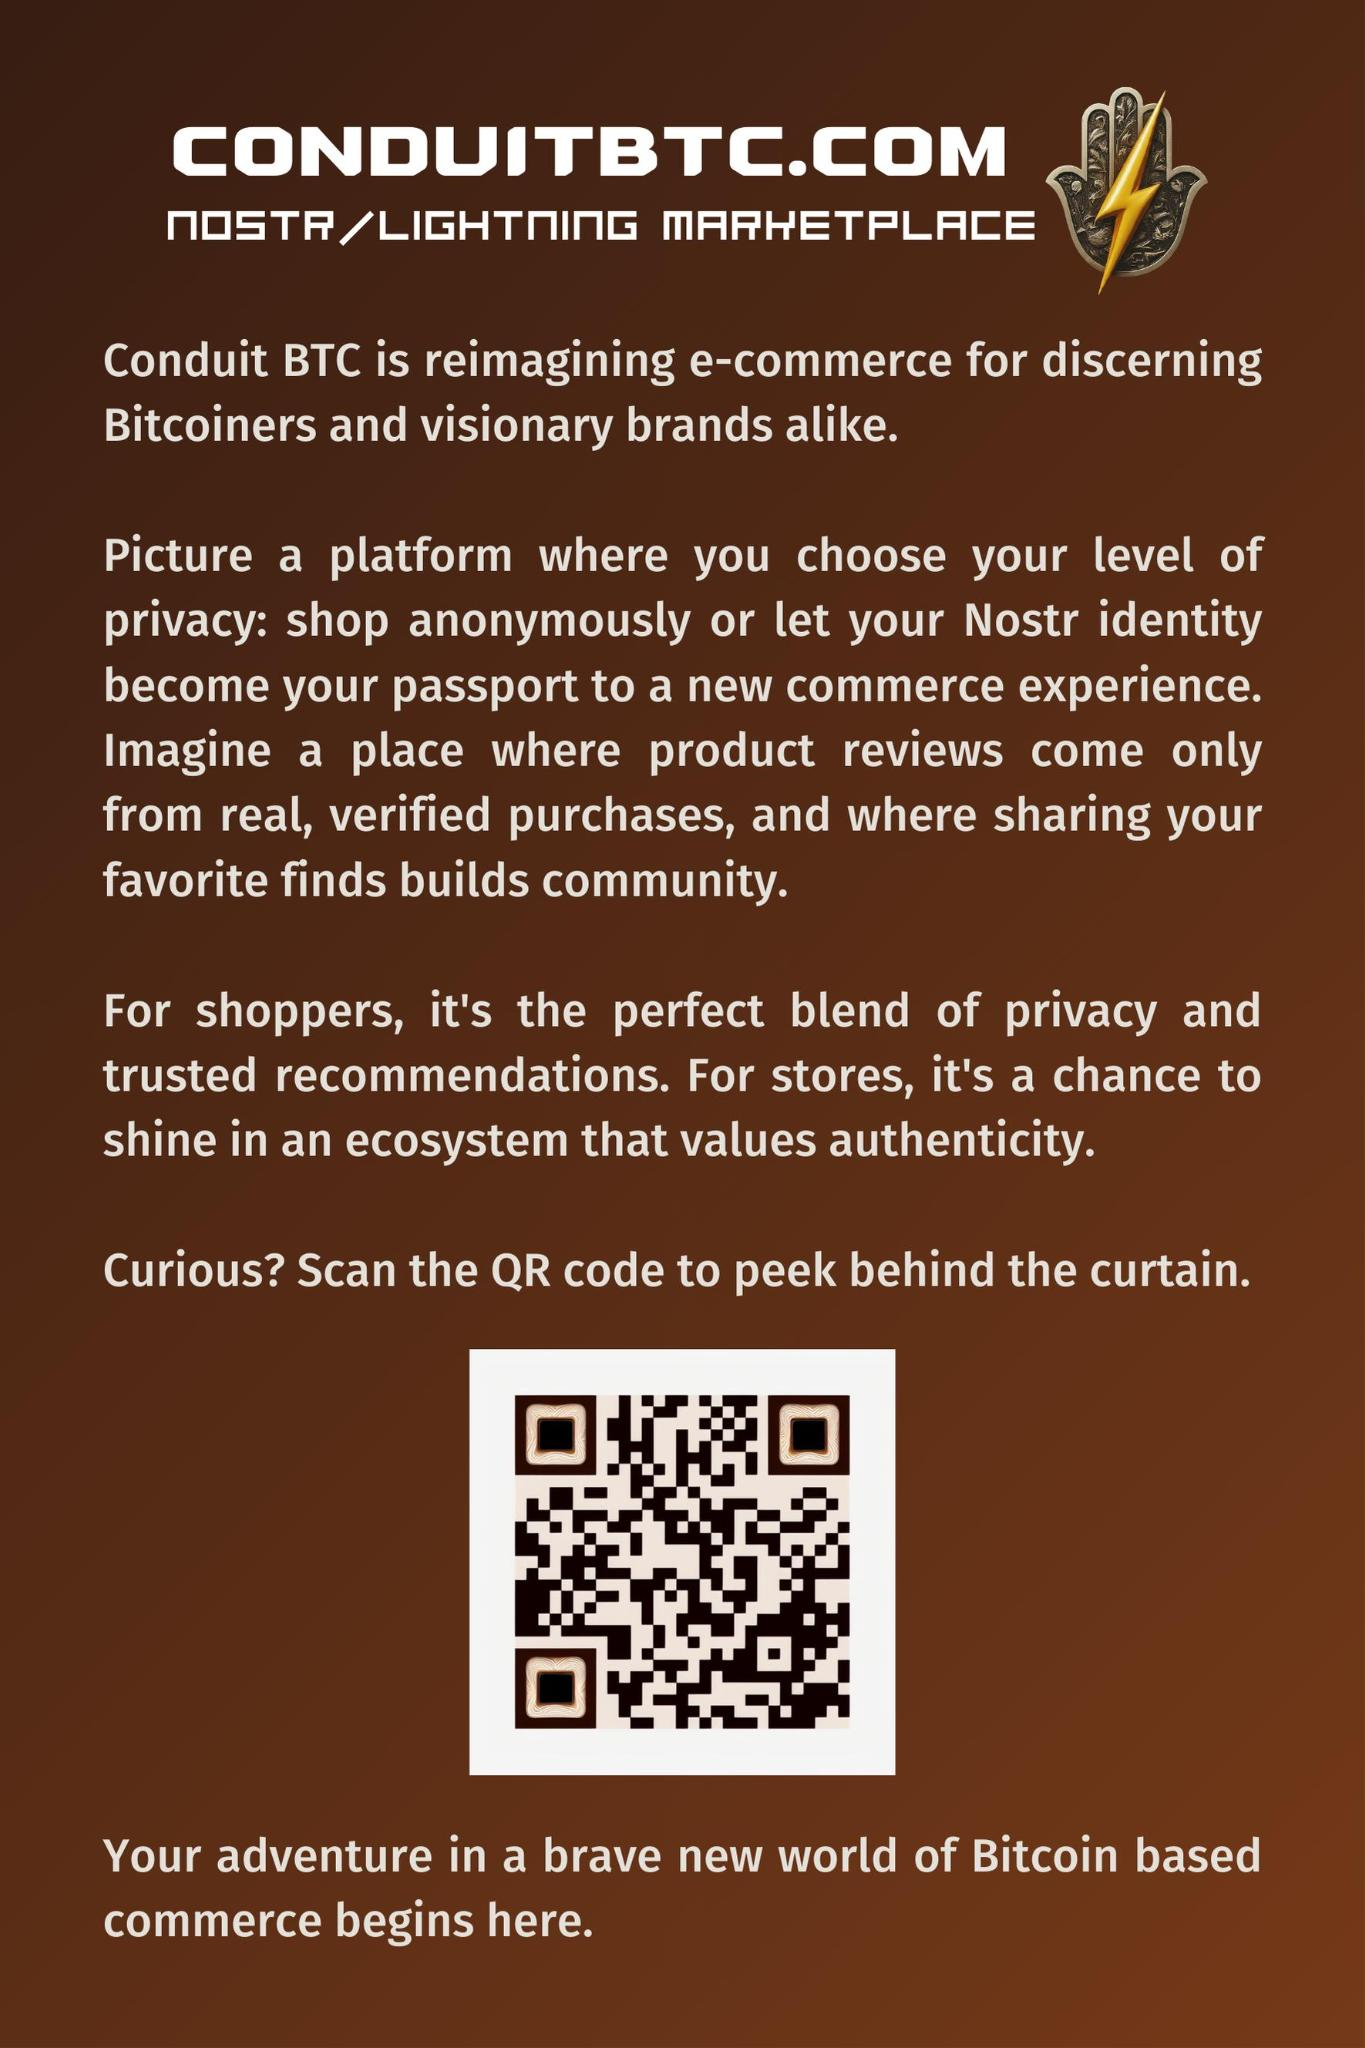 CONDUITBTC.COM
NOSTR/LIGHTNING MARKETPLACE
Conduit BTC is reimagining e-commerce for discerning
Bitcoiners and visionary brands alike.
Picture a platform where you choose your level of
privacy: shop anonymously or let your Nostr identity
become your passport to a new commerce experience.
Imagine a place where product reviews come only
from real, verified purchases, and where sharing your
favorite finds builds community.
For shoppers, it's the perfect blend of privacy and
trusted recommendations. For stores, it's a chance to
shine in an ecosystem that values authenticity.
Curious? Scan the QR code to peek behind the curtain.
Your adventure in a brave new world of Bitcoin based
commerce begins here.